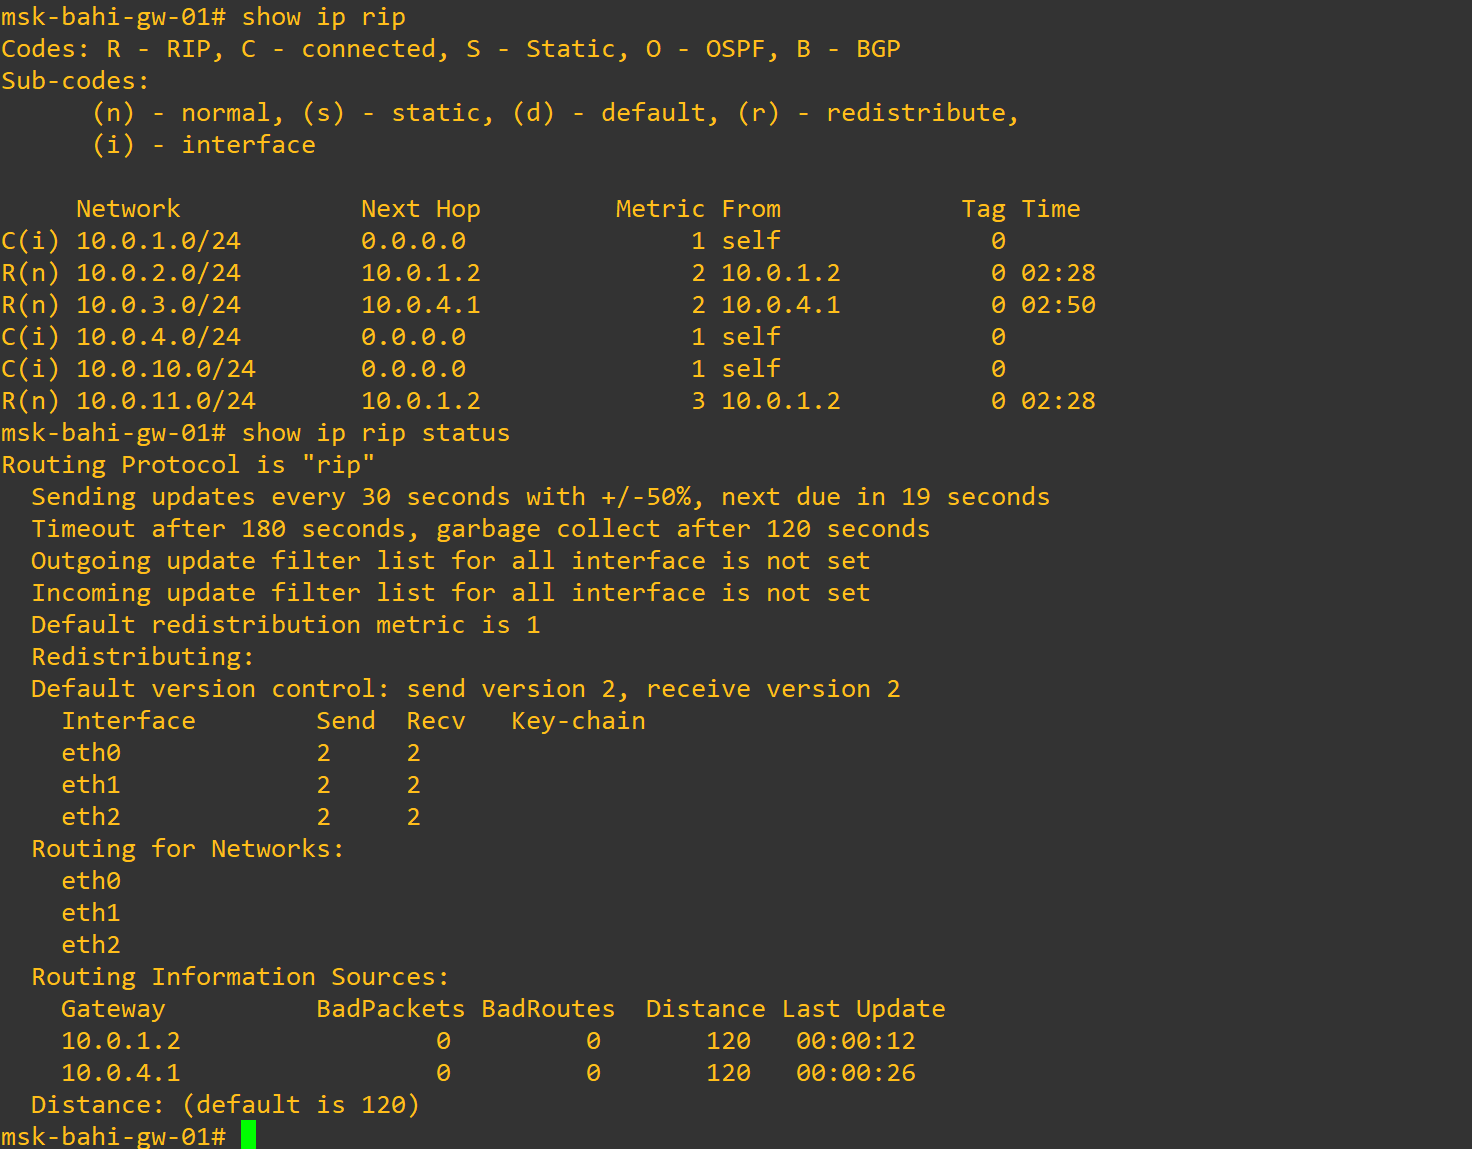 msk-bahi-gw-01# show ip rip
Codes: R - RIP, C - connected, S - Static, O - OSPF, B - BGP
Sub-codes:
      (n) - normal, (s) - static, (d) - default, (r) - redistribute,
      (i) - interface

     Network            Next Hop         Metric From            Tag Time
C(i) 10.0.1.0/24        0.0.0.0               1 self              0
R(n) 10.0.2.0/24        10.0.1.2              2 10.0.1.2          0 02:28
R(n) 10.0.3.0/24        10.0.4.1              2 10.0.4.1          0 02:50
C(i) 10.0.4.0/24        0.0.0.0               1 self              0
C(i) 10.0.10.0/24       0.0.0.0               1 self              0
R(n) 10.0.11.0/24       10.0.1.2              3 10.0.1.2          0 02:28
msk-bahi-gw-01# show ip rip status
Routing Protocol is "rip"
  Sending updates every 30 seconds with +/-50%, next due in 19 seconds
  Timeout after 180 seconds, garbage collect after 120 seconds
  Outgoing update filter list for all interface is not set
  Incoming update filter list for all interface is not set
  Default redistribution metric is 1
  Redistributing:
  Default version control: send version 2, receive version 2
    Interface        Send  Recv   Key-chain
    eth0             2     2
    eth1             2     2
    eth2             2     2
  Routing for Networks:
    eth0
    eth1
    eth2
  Routing Information Sources:
    Gateway          BadPackets BadRoutes  Distance Last Update
    10.0.1.2                 0         0       120   00:00:12
    10.0.4.1                 0         0       120   00:00:26
  Distance: (default is 120)
msk-bahi-gw-01#